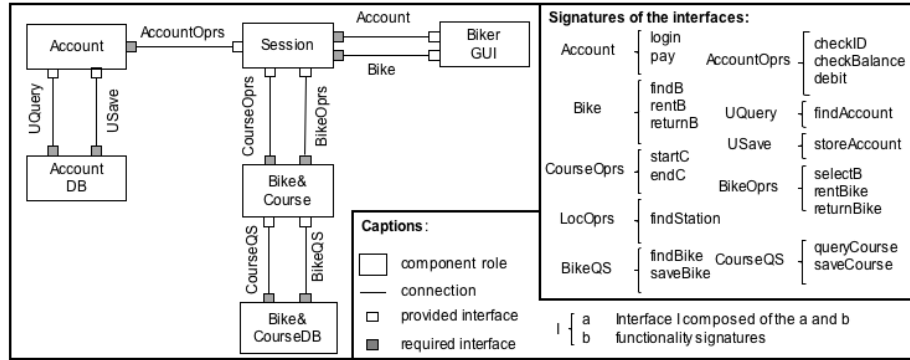 Account
AccountOprs
Session
Account
Bike
Biker
GUI
UQuery
USave
CourseOprs
BikeOprs
Account
DB
Bike&
Course
CourseQS
BikeQS
Bike&
CourseDB
Captions:
component role
connection
provided interface
required interface
Signatures of the interfaces:
Account
login
pay
Bike
findB
rentB
returnB
CourseOprs
startC
endC
LocOprs
findStation
BikeQS
findBike
saveBike
AccountOprs
checkID
checkBalance
debit
UQuery
findAccount
USave
storeAccount
BikeOprs
selectB
rentBike
returnBike
CourseQS
queryCourse
saveCourse
I
a
b
Interface I composed of the a and b
functionality signatures